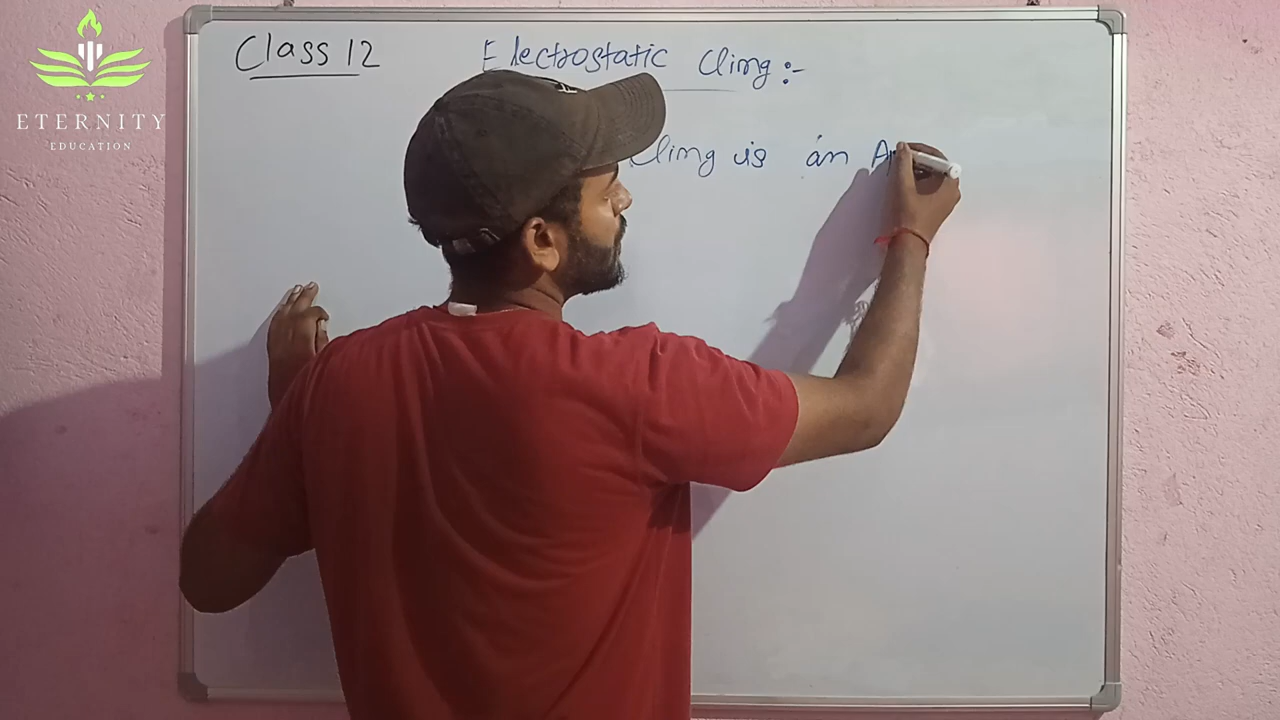 ETERNITY
EDUCATION
Class 12
Electrostatic Cling :-
Cling is an